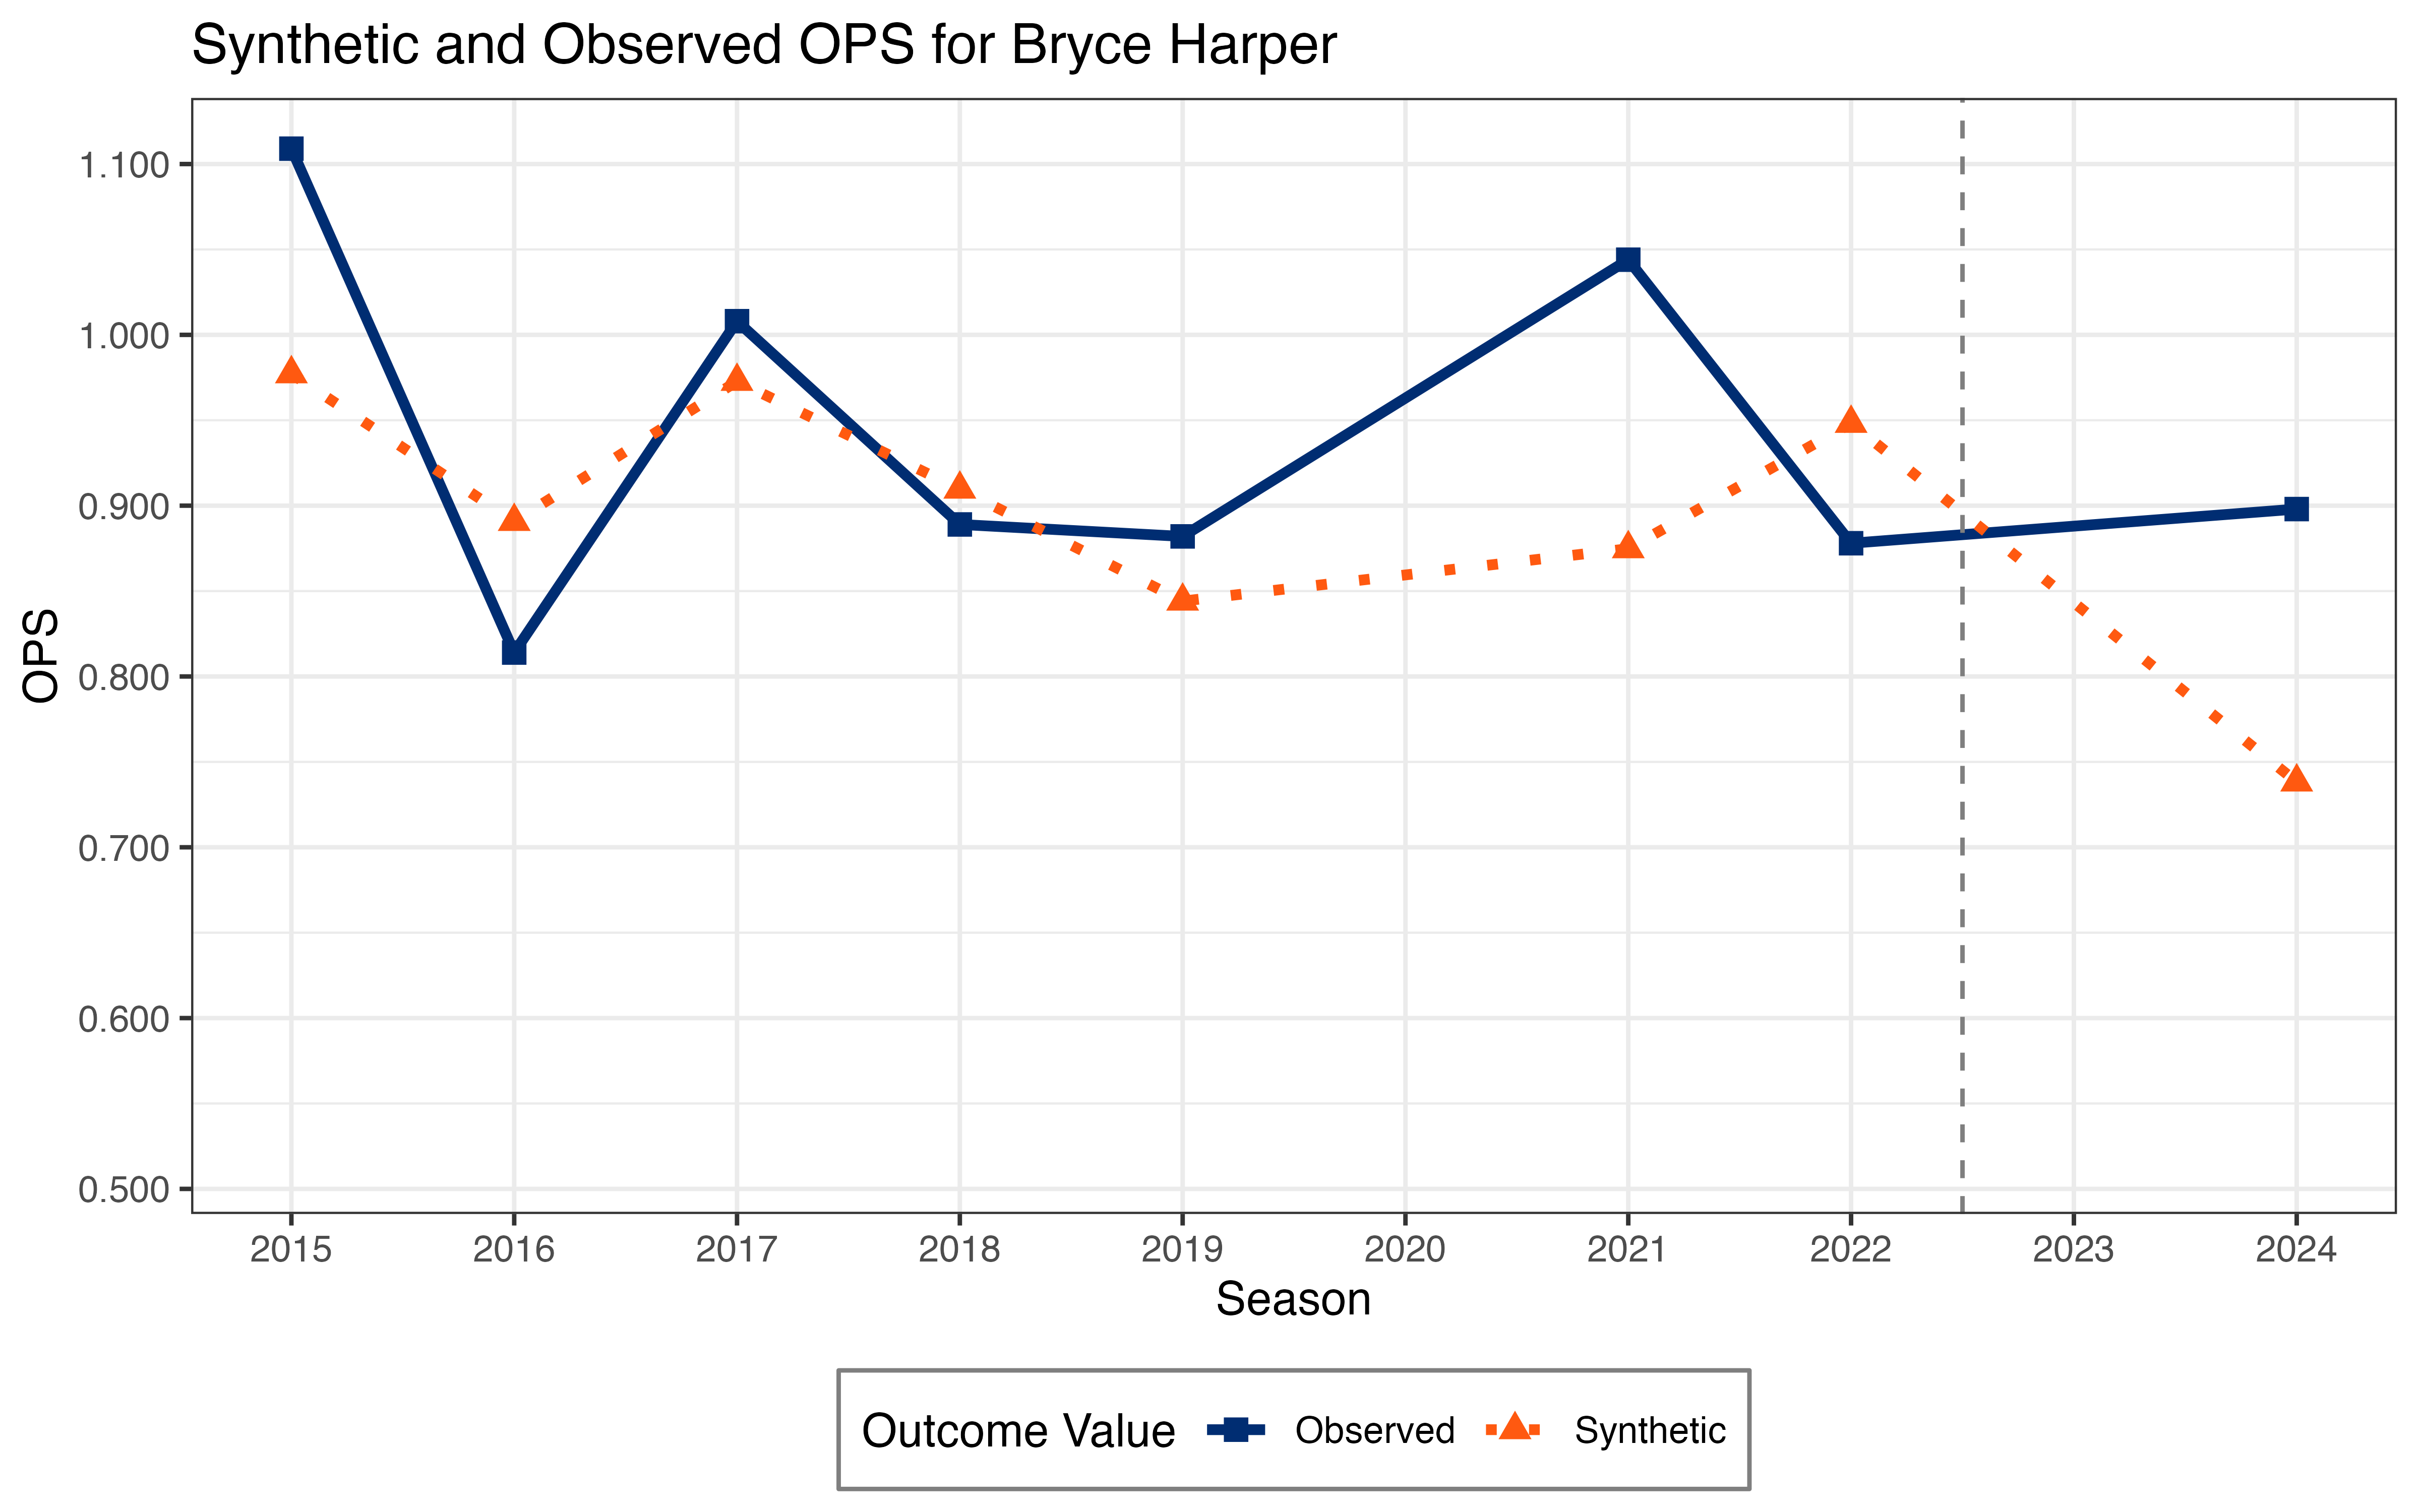 Synthetic and Observed OPS for Bryce Harper
1.100
1.000
0.900
0.800
0.700
0.600
0.500
OPS
2015 2016 2017 2018 2019 2020 2021 2022 2023 2024
Season
Outcome Value Observed Synthetic